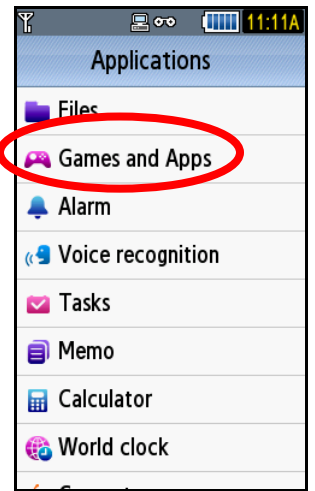 11:11A
Applications
Files
Games and Apps
Alarm
Voice recognition
Tasks
Memo
Calculator
World clock